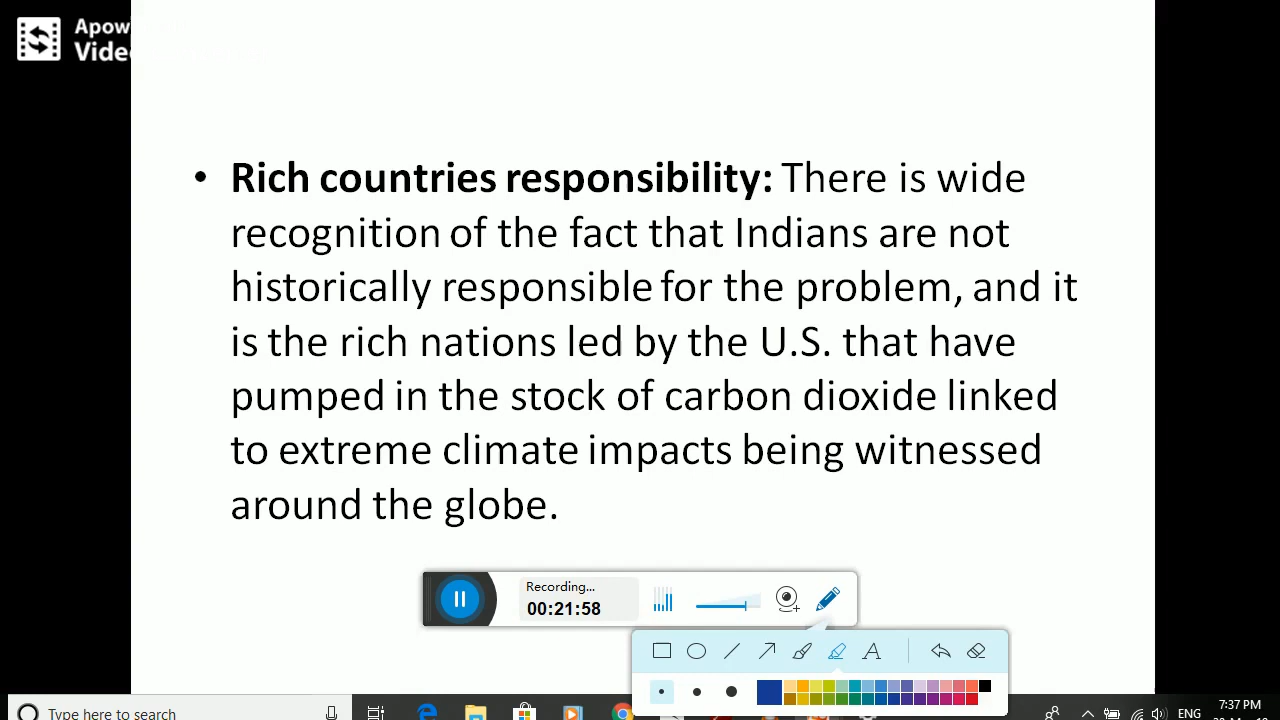 Apow
Vide
• Rich countries responsibility: There is wide
recognition of the fact that Indians are not
historically responsible for the problem, and it
is the rich nations led by the U.S. that have
pumped in the stock of carbon dioxide linked
to extreme climate impacts being witnessed
around the globe.
Recording...
00:21:58
A
Type here to search
ENG
7:37 PM